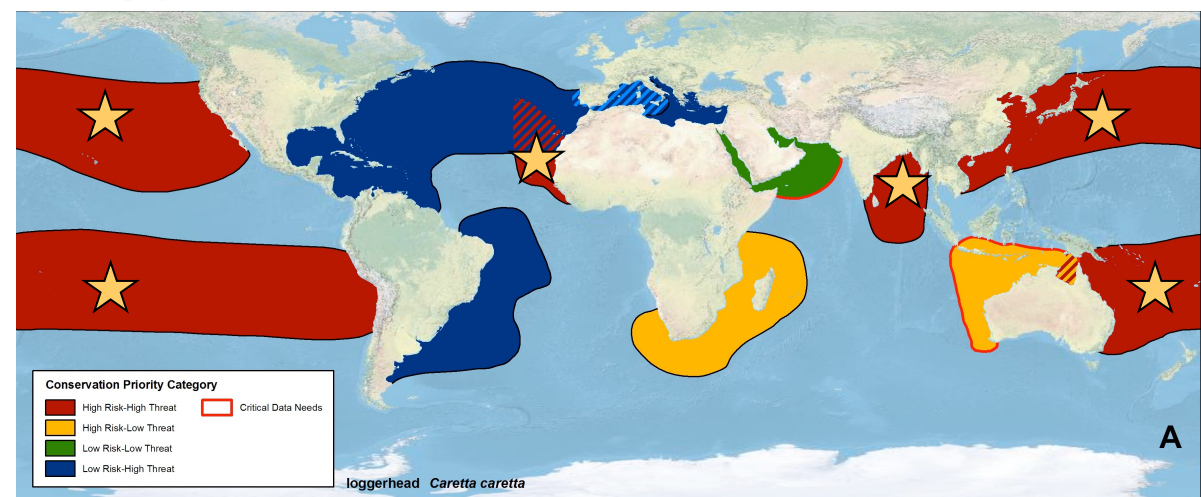 A
Conservation Priority Category
High Risk-High Threat
Critical Data Needs
High Risk-Low Threat
Low Risk-Low Threat
Low Risk-High Threat
loggerhead Caretta caretta